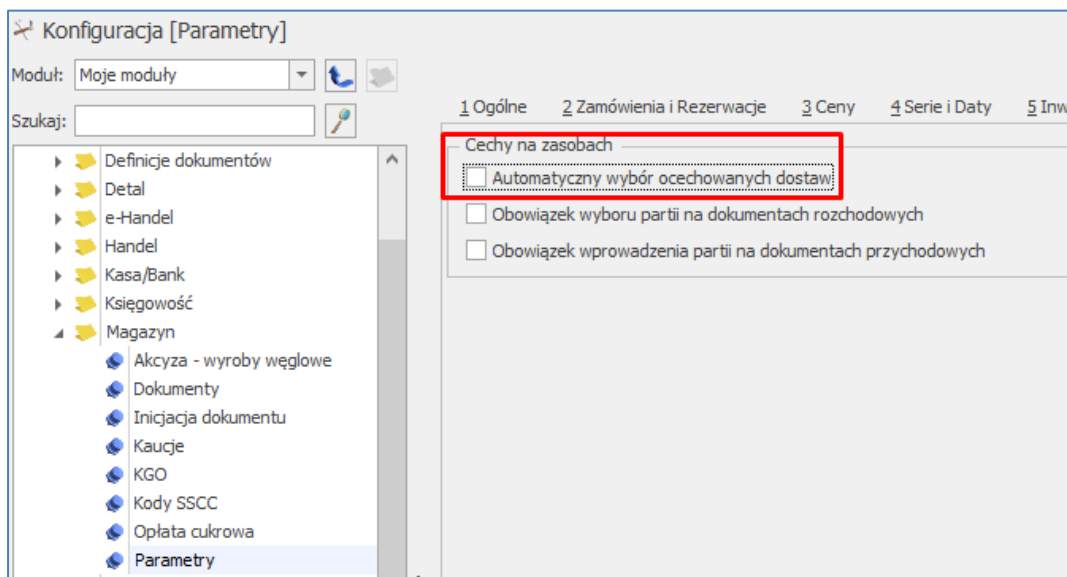 Konfiguracja [Parametry]
Moduł: Moje moduły
Szukaj:
1 Ogólne 2 Zamówienia i Rezerwacje 3 Ceny 4 Serie i Daty 5 Inw
Cechy na zasobach
Automatyczny wybór ocechowanych dostaw
Obowiązek wyboru partii na dokumentach rozchodowych
Obowiązek wprowadzenia partii na dokumentach przychodowych
Definicje dokumentów
Detal
e-Handel
Handel
Kasa/Bank
Księgowość
Magazyn
Akcyza - wyroby węglowe
Dokumenty
Inicjacja dokumentu
Kaucje
KGO
Kody SSCC
Opłata cukrowa
Parametry